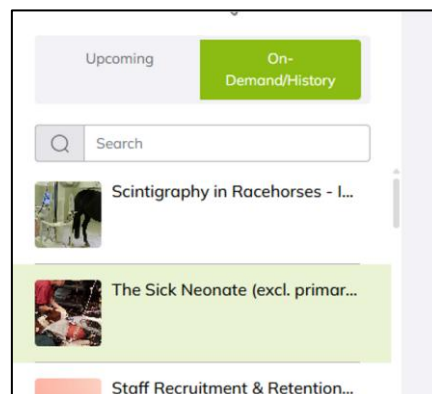 Upcoming
On-
Demand/History
Search
Scintigraphy in Racehorses - I...
The Sick Neonate (excl. primar...
Staff Recruitment & Retention...